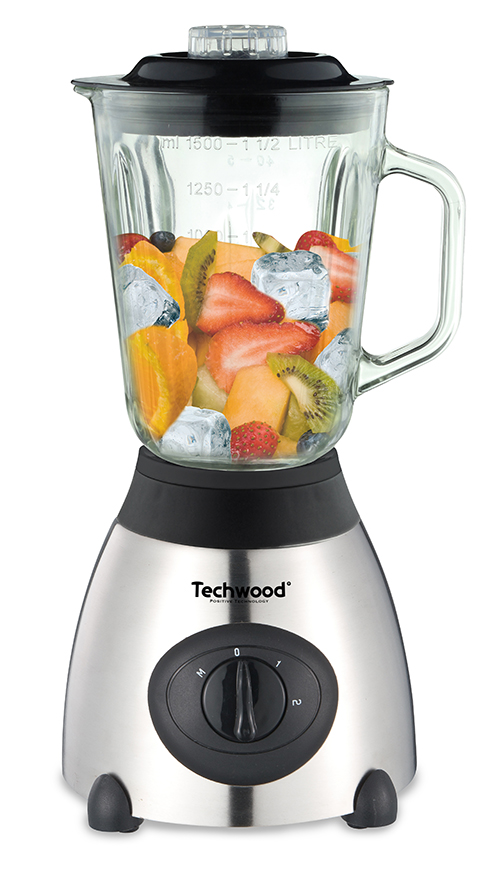 ml 1500 – 1 1/2 LITRE
1250 – 1 1/4
Techwood
POSITIVE TECHNOLOGY
M 0 1 2